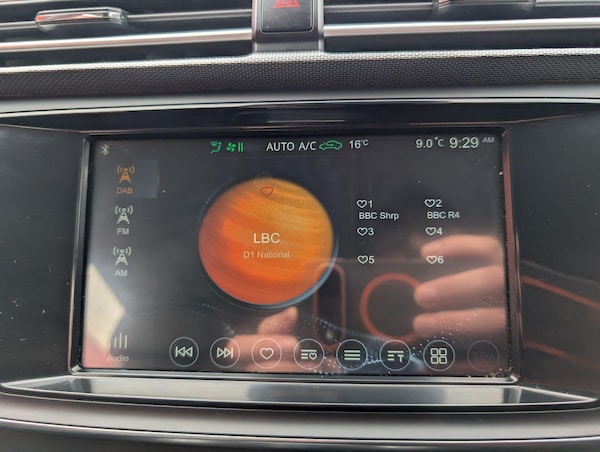 AUTO A/C 16°C 9.0°C 9:29 AM
DAB
FM
AM
Audio
LBC
D1 National
1
BBC Shrp
2
BBC R4
3
4
5
6